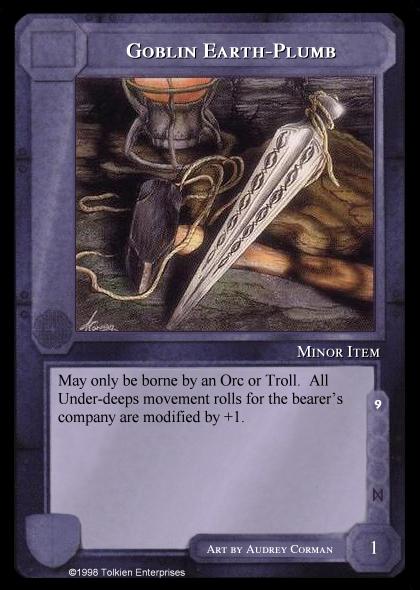 Goblin Earth-Plumb
Minor Item
May only be borne by an Orc or Troll. All
Under-deeps movement rolls for the bearer's
company are modified by +1.
9
Art by Audrey Corman
1
©1998 Tolkien Enterprises